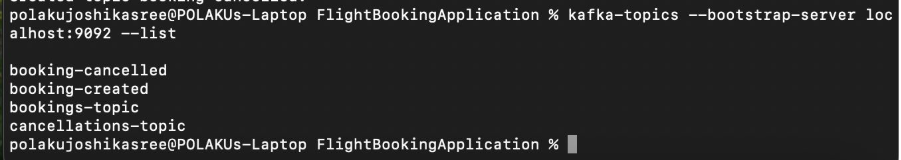 polakujoshikasree@POLAKUs-Laptop FlightBookingApplication % kafka-topics --bootstrap-server loc
alhost:9092 --list
booking-cancelled
booking-created
bookings-topic
cancellations-topic
polakujoshikasree@POLAKUs-Laptop FlightBookingApplication %